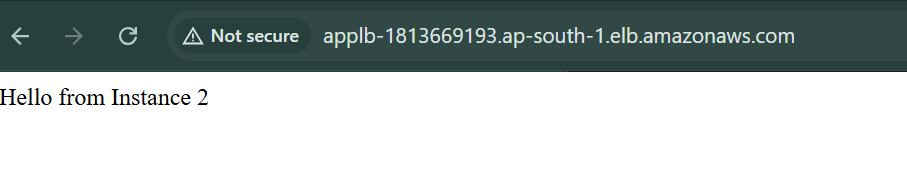 Not secure applb-1813669193.ap-south-1.elb.amazonaws.com
Hello from Instance 2